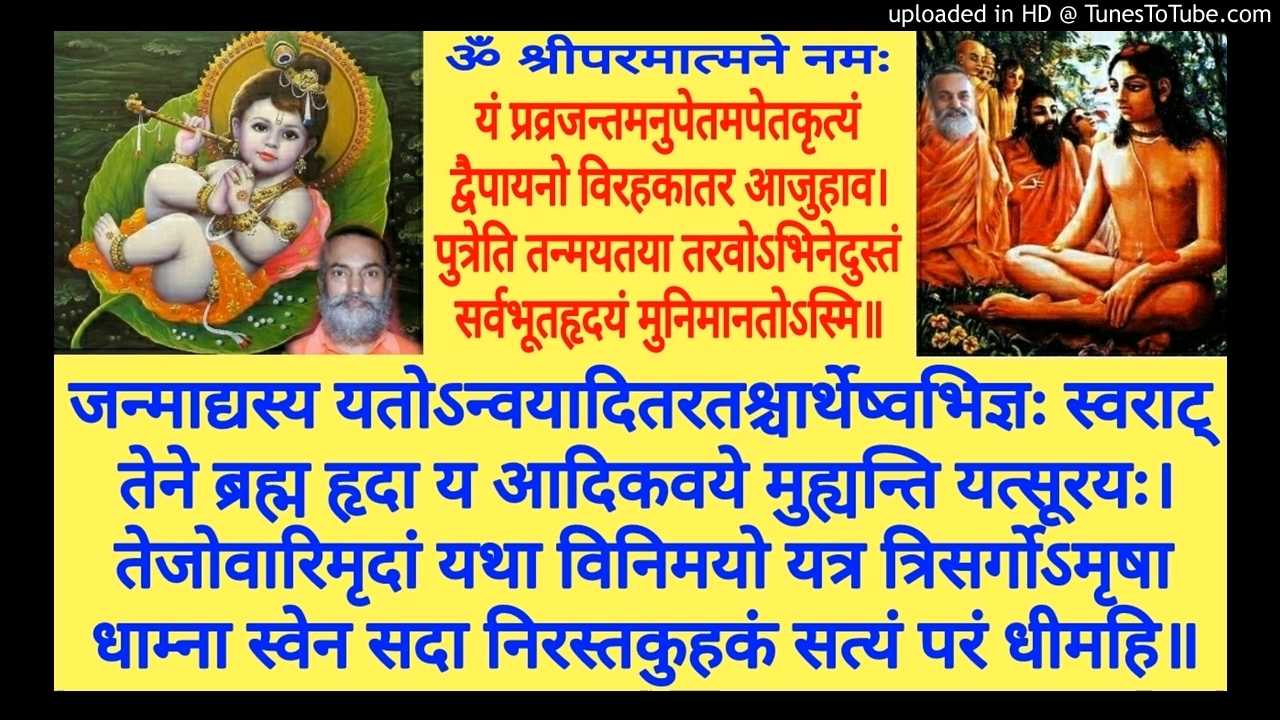 uploaded in HD @ TunesToTube.com
ॐ श्रीपरमात्मने नमः
यं प्रव्रजन्तमनुपेतमपेतकृत्यं
द्वैपायनो विरहकातर आजुहाव।
पुत्रेति तन्मयतया तरवोऽभिनेदुस्तं
सर्वभूतहृदयं मुनिमानतोऽस्मि॥
जन्माद्यस्य यतोऽन्वयादितरतश्चार्थेष्वभिज्ञः स्वराट्
तेने ब्रह्म हृदा य आदिकवये मुह्यन्ति यत्सूरयः।
तेजोवारिमृदां यथा विनिमयो यत्र त्रिसर्गोऽमृषा
धाम्ना स्वेन सदा निरस्तकुहकं सत्यं परं धीमहि॥